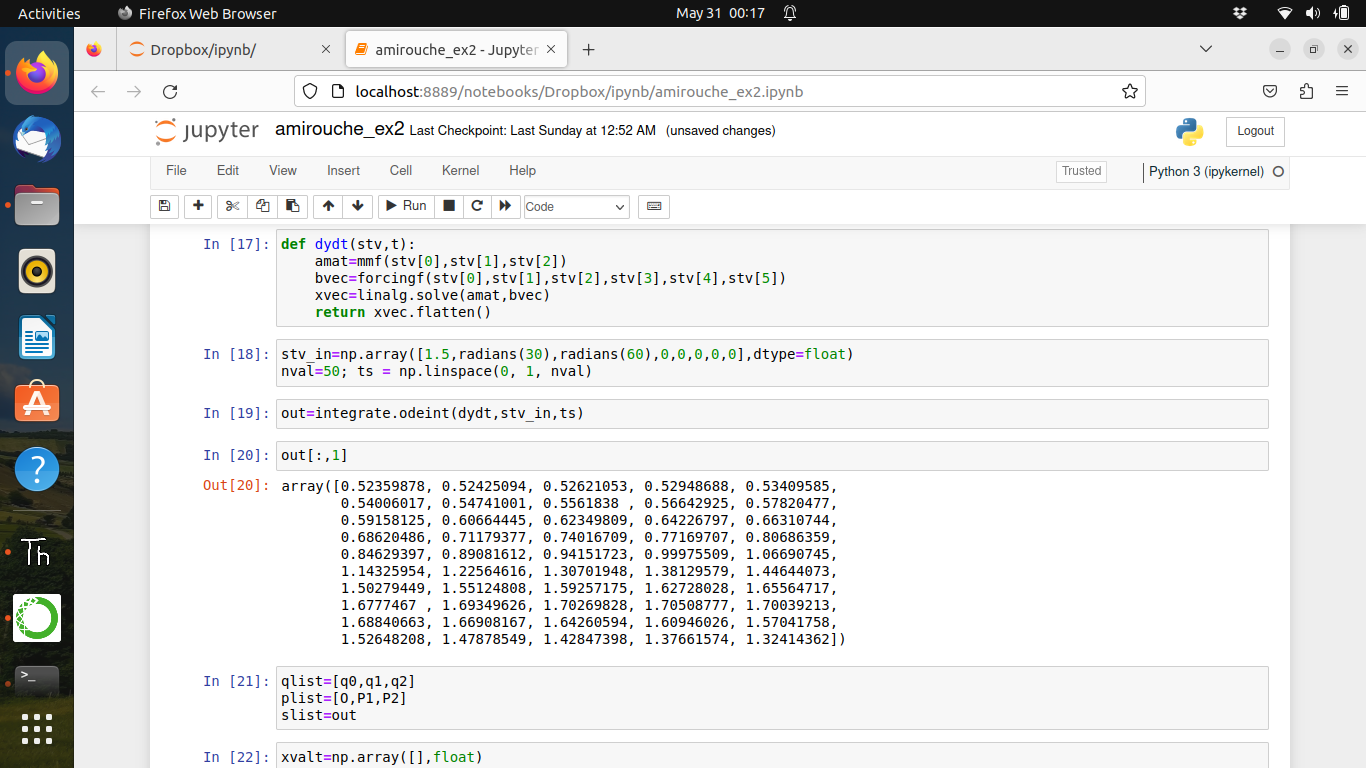 Activities
Firefox Web Browser
May 31 00:17
Dropbox/ipynb/
amirouche_ex2 - Jupyter
localhost:8889/notebooks/Dropbox/ipynb/amirouche_ex2.ipynb
jupyter amirouche_ex2 Last Checkpoint: Last Sunday at 12:52 AM (unsaved changes)
Logout
File Edit View Insert Cell Kernel Help
Trusted
Python 3 (ipykernel)
Run
Code
In [17]: def dydt(stv,t):
    amat=mmf(stv[0],stv[1],stv[2])
    bvec=forcingf(stv[0],stv[1],stv[2],stv[3],stv[4],stv[5])
    xvec=linalg.solve(amat,bvec)
    return xvec.flatten()
In [18]: stv_in=np.array([1.5,radians(30),radians(60),0,0,0,0,0],dtype=float)
nval=50; ts = np.linspace(0, 1, nval)
In [19]: out=integrate.odeint(dydt,stv_in,ts)
In [20]: out[:,1]
Out[20]: array([0.52359878, 0.52425094, 0.52621053, 0.52948688, 0.53409585,
0.54006017, 0.54741001, 0.5561838 , 0.56642925, 0.57820477,
0.59158125, 0.60664445, 0.62349809, 0.64226797, 0.66310744,
0.68620486, 0.71179377, 0.74016709, 0.77169707, 0.80686359,
0.84629397, 0.89081612, 0.94151723, 0.99975509, 1.06690745,
1.14325954, 1.22564616, 1.30701948, 1.38129579, 1.44644073,
1.50279449, 1.55124808, 1.59257175, 1.62728028, 1.65564717,
1.6777467 , 1.69349626, 1.70269828, 1.70508777, 1.70039213,
1.68840663, 1.66908167, 1.64260594, 1.60946026, 1.57041758,
1.52648208, 1.47878549, 1.42847398, 1.37661574, 1.32414362])
In [21]: qlist=[q0,q1,q2]
plist=[O,P1,P2]
slist=out
In [22]: xvalt=np.array([],float)
Th